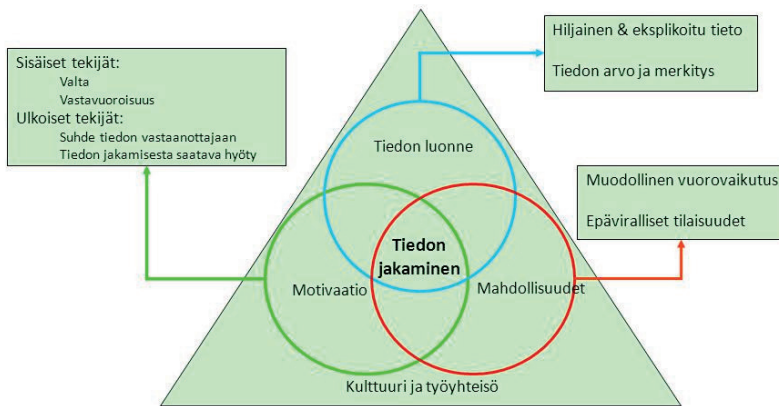 Sisäiset tekijät:
Valta
Vastavuoroisuus
Ulkoiset tekijät:
Suhde tiedon vastaanottajaan
Tiedon jakamisesta saatava hyöty
Hiljainen & eksplikoitu tieto
Tiedon arvo ja merkitys
Tiedon luonne
Muodollinen vuorovaikutus
Epäviralliset tilaisuudet
Tiedon
jakaminen
Motivaatio
Mahdollisuudet
Kulttuuri ja työyhteisö